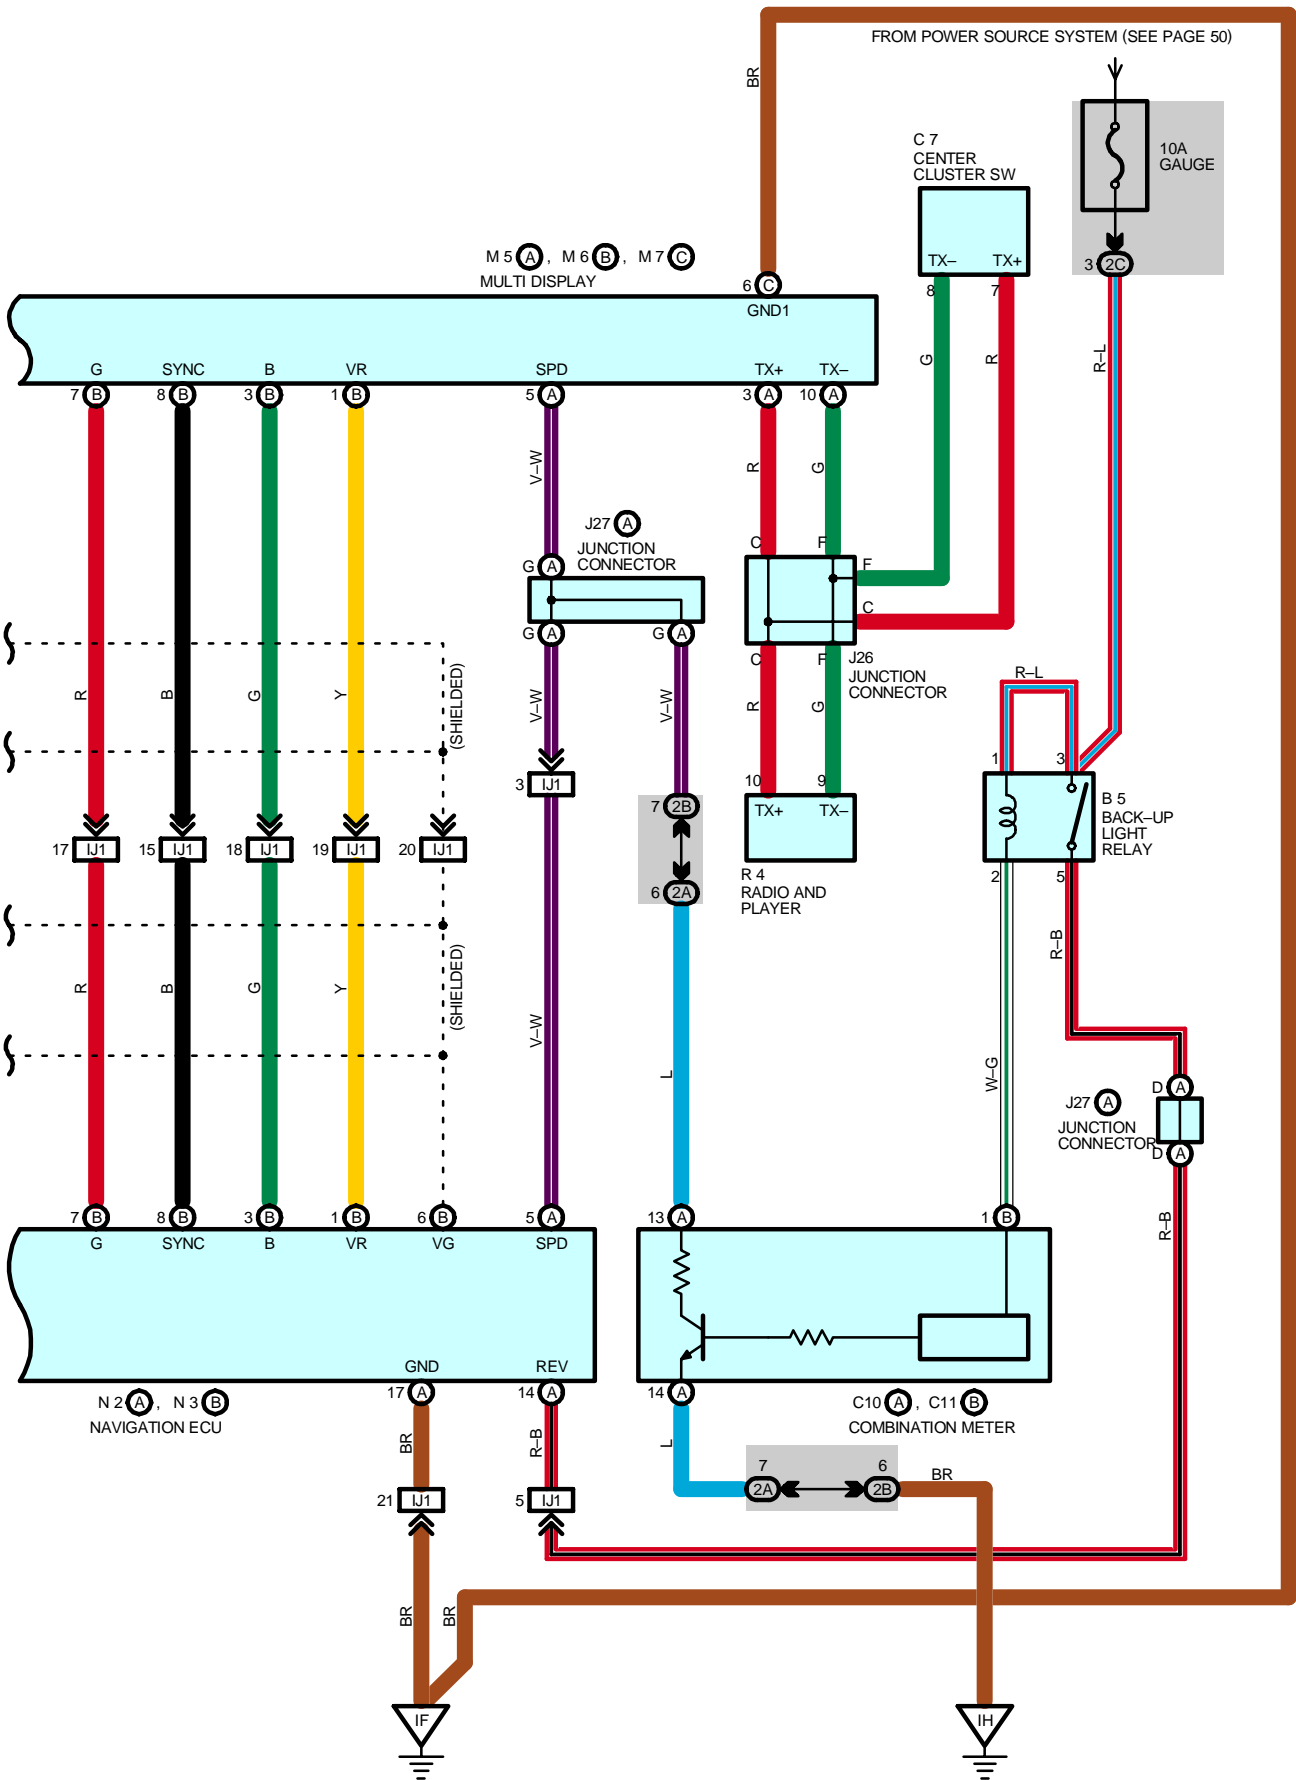 FROM POWER SOURCE SYSTEM (SEE PAGE 50)
BR
10A
GAUGE
3 2C
C 7
CENTER
CLUSTER SW
TX– TX+
8 7
M 5 A , M 6 B , M 7 C
MULTI DISPLAY
6 C
GND1
G SYNC B VR SPD TX+ TX–
7 B 8 B 3 B 1 B 5 A 3 A 10 A
G R R–L
V–W R G
J27 A
JUNCTION
CONNECTOR
G A
G A G A
C F
F
C
C F
J26
JUNCTION
CONNECTOR
R B G Y (SHIELDED)
V–W V–W R G
R–L
1 3
3 IJ1
7 2B
10 9
TX+ TX–
R 4
RADIO AND
PLAYER
B 5
BACK–UP
LIGHT
RELAY
2 5
17 IJ1 15 IJ1 18 IJ1 19 IJ1 20 IJ1
6 2A
R B G Y (SHIELDED)
V–W
R–B
L W–G
D A
J27 A
JUNCTION
CONNECTOR
D A
R–B
7 B 8 B 3 B 1 B 6 B 5 A 13 A 1 B
G SYNC B VR VG SPD
GND REV
17 A 14 A 14 A
N 2 A , N 3 B
NAVIGATION ECU
C10 A , C11 B
COMBINATION METER
BR R–B L
7 6
2A 2B
BR
21 IJ1 5 IJ1
BR BR
IF IH